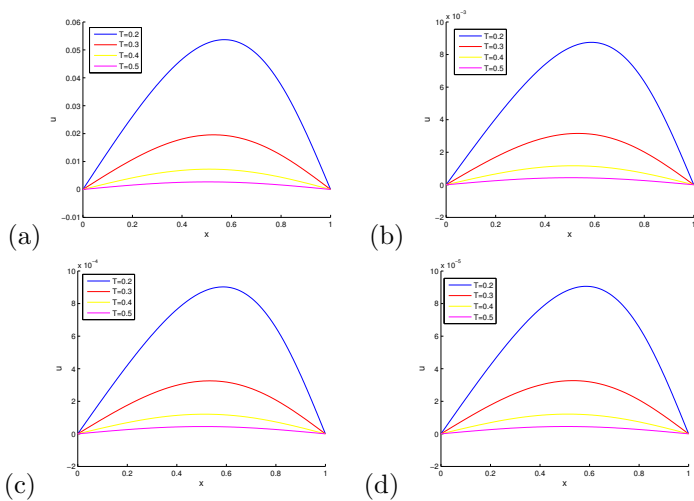 0.06
0.05
0.04
0.03
0.02
0.01
0
−0.01
u
T=0.2
T=0.3
T=0.4
T=0.5
0 0.2 0.4 0.6 0.8 1
x
(a)
x 10⁻³
10
8
6
4
2
0
−2
u
T=0.2
T=0.3
T=0.4
T=0.5
0 0.2 0.4 0.6 0.8 1
x
(b)
x 10⁻⁴
10
8
6
4
2
0
−2
u
T=0.2
T=0.3
T=0.4
T=0.5
0 0.2 0.4 0.6 0.8 1
x
(c)
x 10⁻⁵
10
8
6
4
2
0
−2
u
T=0.2
T=0.3
T=0.4
T=0.5
0 0.2 0.4 0.6 0.8 1
x
(d)